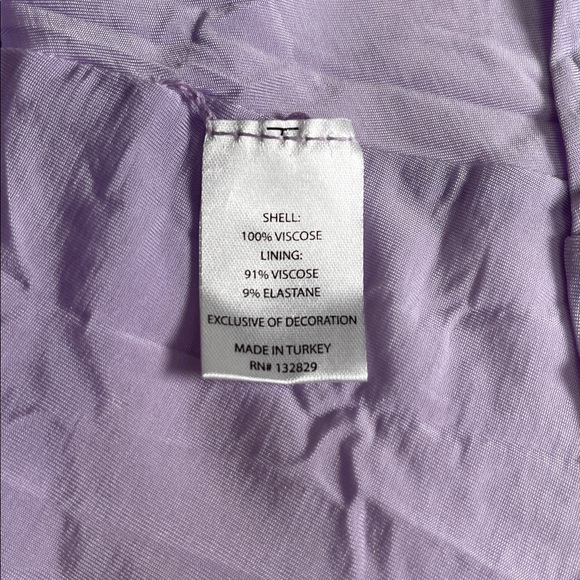 SHELL:
100% VISCOSE
LINING:
91% VISCOSE
9% ELASTANE
EXCLUSIVE OF DECORATION
MADE IN TURKEY
RN# 132829